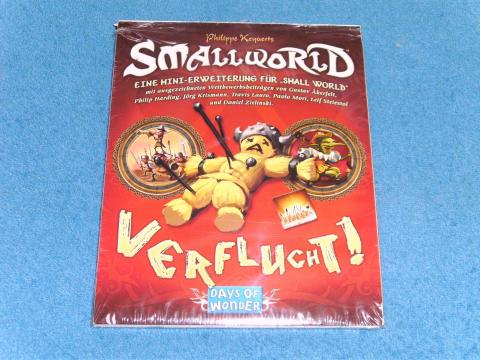 Philippe Keyaerts
SMALLWORLD
EINE MINI-ERWEITERUNG FÜR „SMALL WORLD“
mit ausgezeichneten Wettbewerbsbeiträgen von Gustav Åkerfelt,
Philip Harding, Jörg Krismann, Travis Lauro, Paolo Mori, Leif Stelestol
und Daniel Zielinski.
VERFLUCHT!
DAYS OF
WONDER